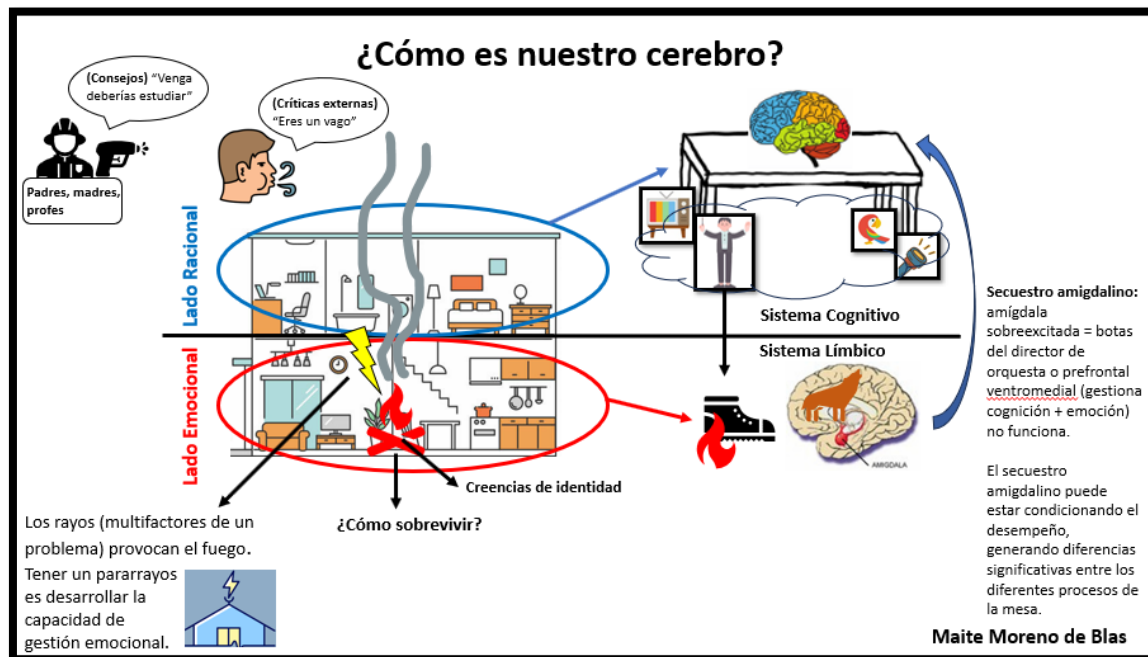 ¿Cómo es nuestro cerebro?
(Consejos) “Venga
deberías estudiar”
(Críticas externas)
“Eres un vago”
Padres, madres,
profes
Lado Racional
Lado Emocional
Sistema Cognitivo
Sistema Límbico
AMIGDALA
Creencias de identidad
¿Cómo sobrevivir?
Los rayos (multifactores de un
problema) provocan el fuego.
Tener un pararrayos
es desarrollar la
capacidad de
gestión emocional.
Secuestro amigdalino:
amígdala
sobreexcitada = botas
del director de
orquesta o prefrontal
ventromedial (gestiona
cognición + emoción)
no funciona.
El secuestro
amigdalino puede
estar condicionando el
desempeño,
generando diferencias
significativas entre los
diferentes procesos de
la mesa.
Maite Moreno de Blas